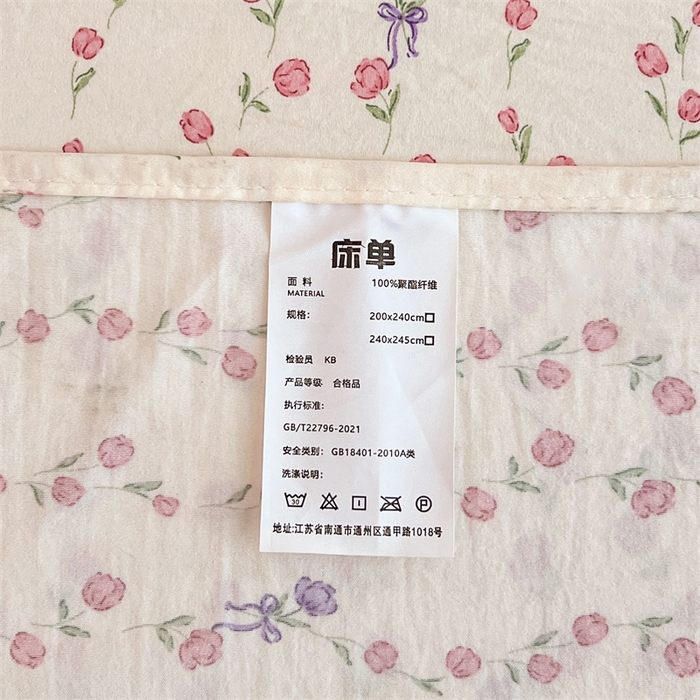 床单
面 料 100%聚酯纤维
MATERIAL
规格： 200x240cm□
240x245cm□
检验员 KB
产品等级 合格品
执行标准：
GB/T22796-2021
安全类别： GB18401-2010A类
洗涤说明：
30 P
地址:江苏省南通市通州区通甲路1018号